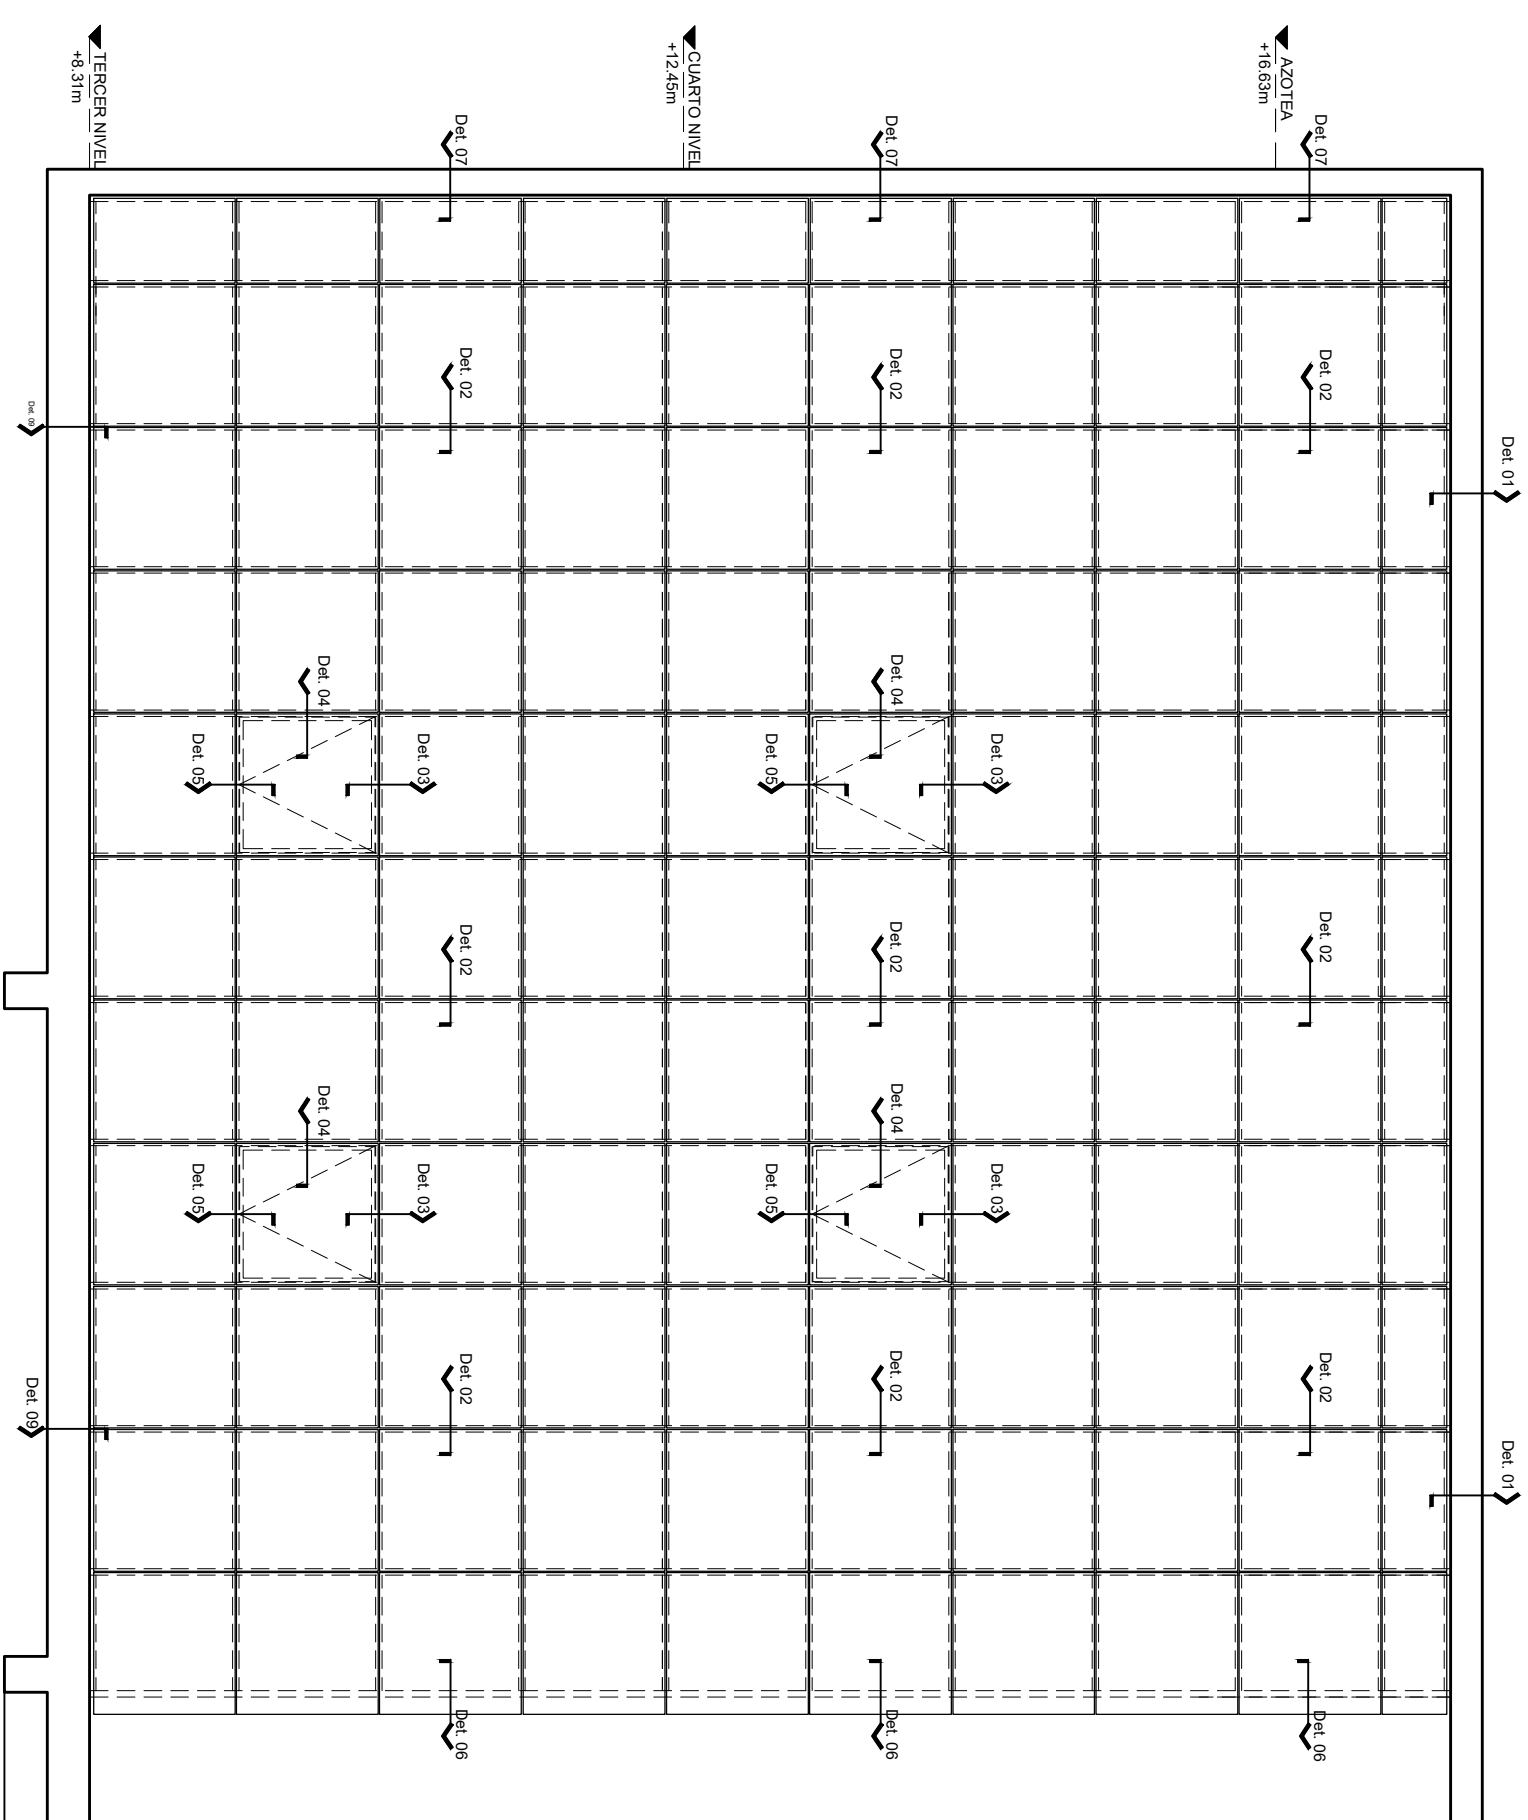 Det. 01
Det. 01
Det. 07
Det. 02
Det. 02
Det. 02
Det. 06
AZOTEA
+16.63m
Det. 03
Det. 03
Det. 07
Det. 02
Det. 04
Det. 02
Det. 04
Det. 02
Det. 06
Det. 05
Det. 05
CUARTO NIVEL
+12.45m
Det. 07
Det. 02
Det. 02
Det. 02
Det. 06
Det. 03
Det. 03
Det. 04
Det. 04
Det. 05
Det. 05
TERCER NIVEL
+8.31m
Det. 09
Det. 09